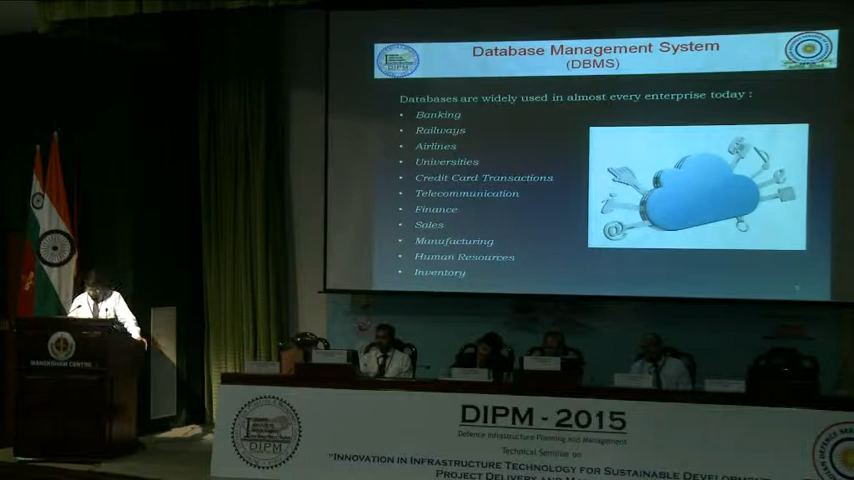 Database Management System
(DBMS)
Databases are widely used in almost every enterprise today :
• Banking
• Railways
• Airlines
• Universities
• Credit Card Transactions
• Telecommunication
• Finance
• Sales
• Manufacturing
• Human Resources
• Inventory
MANEKSHAW CENTRE
DIPM - 2015
Defence Infrastructure Planning and Management
Technical Seminar on
"INNOVATION IN INFRASTRUCTURE TECHNOLOGY FOR SUSTAINABLE DEVELOPMENT
PROJECT DELIVERY AND
DIPM